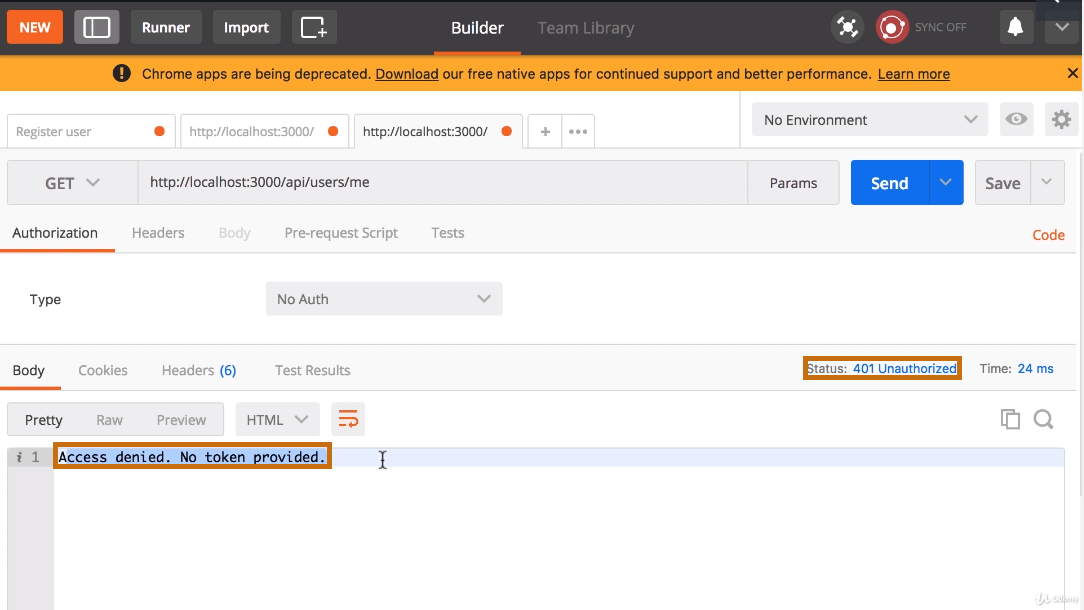 NEW Runner Import Builder Team Library SYNC OFF
Chrome apps are being deprecated. Download our free native apps for continued support and better performance. Learn more
Register user http://localhost:3000/ http://localhost:3000/ No Environment
GET http://localhost:3000/api/users/me Params Send Save
Authorization Headers Body Pre-request Script Tests Code
Type No Auth
Body Cookies Headers (6) Test Results Status: 401 Unauthorized Time: 24 ms
Pretty Raw Preview HTML
i 1 Access denied. No token provided.
Udemy